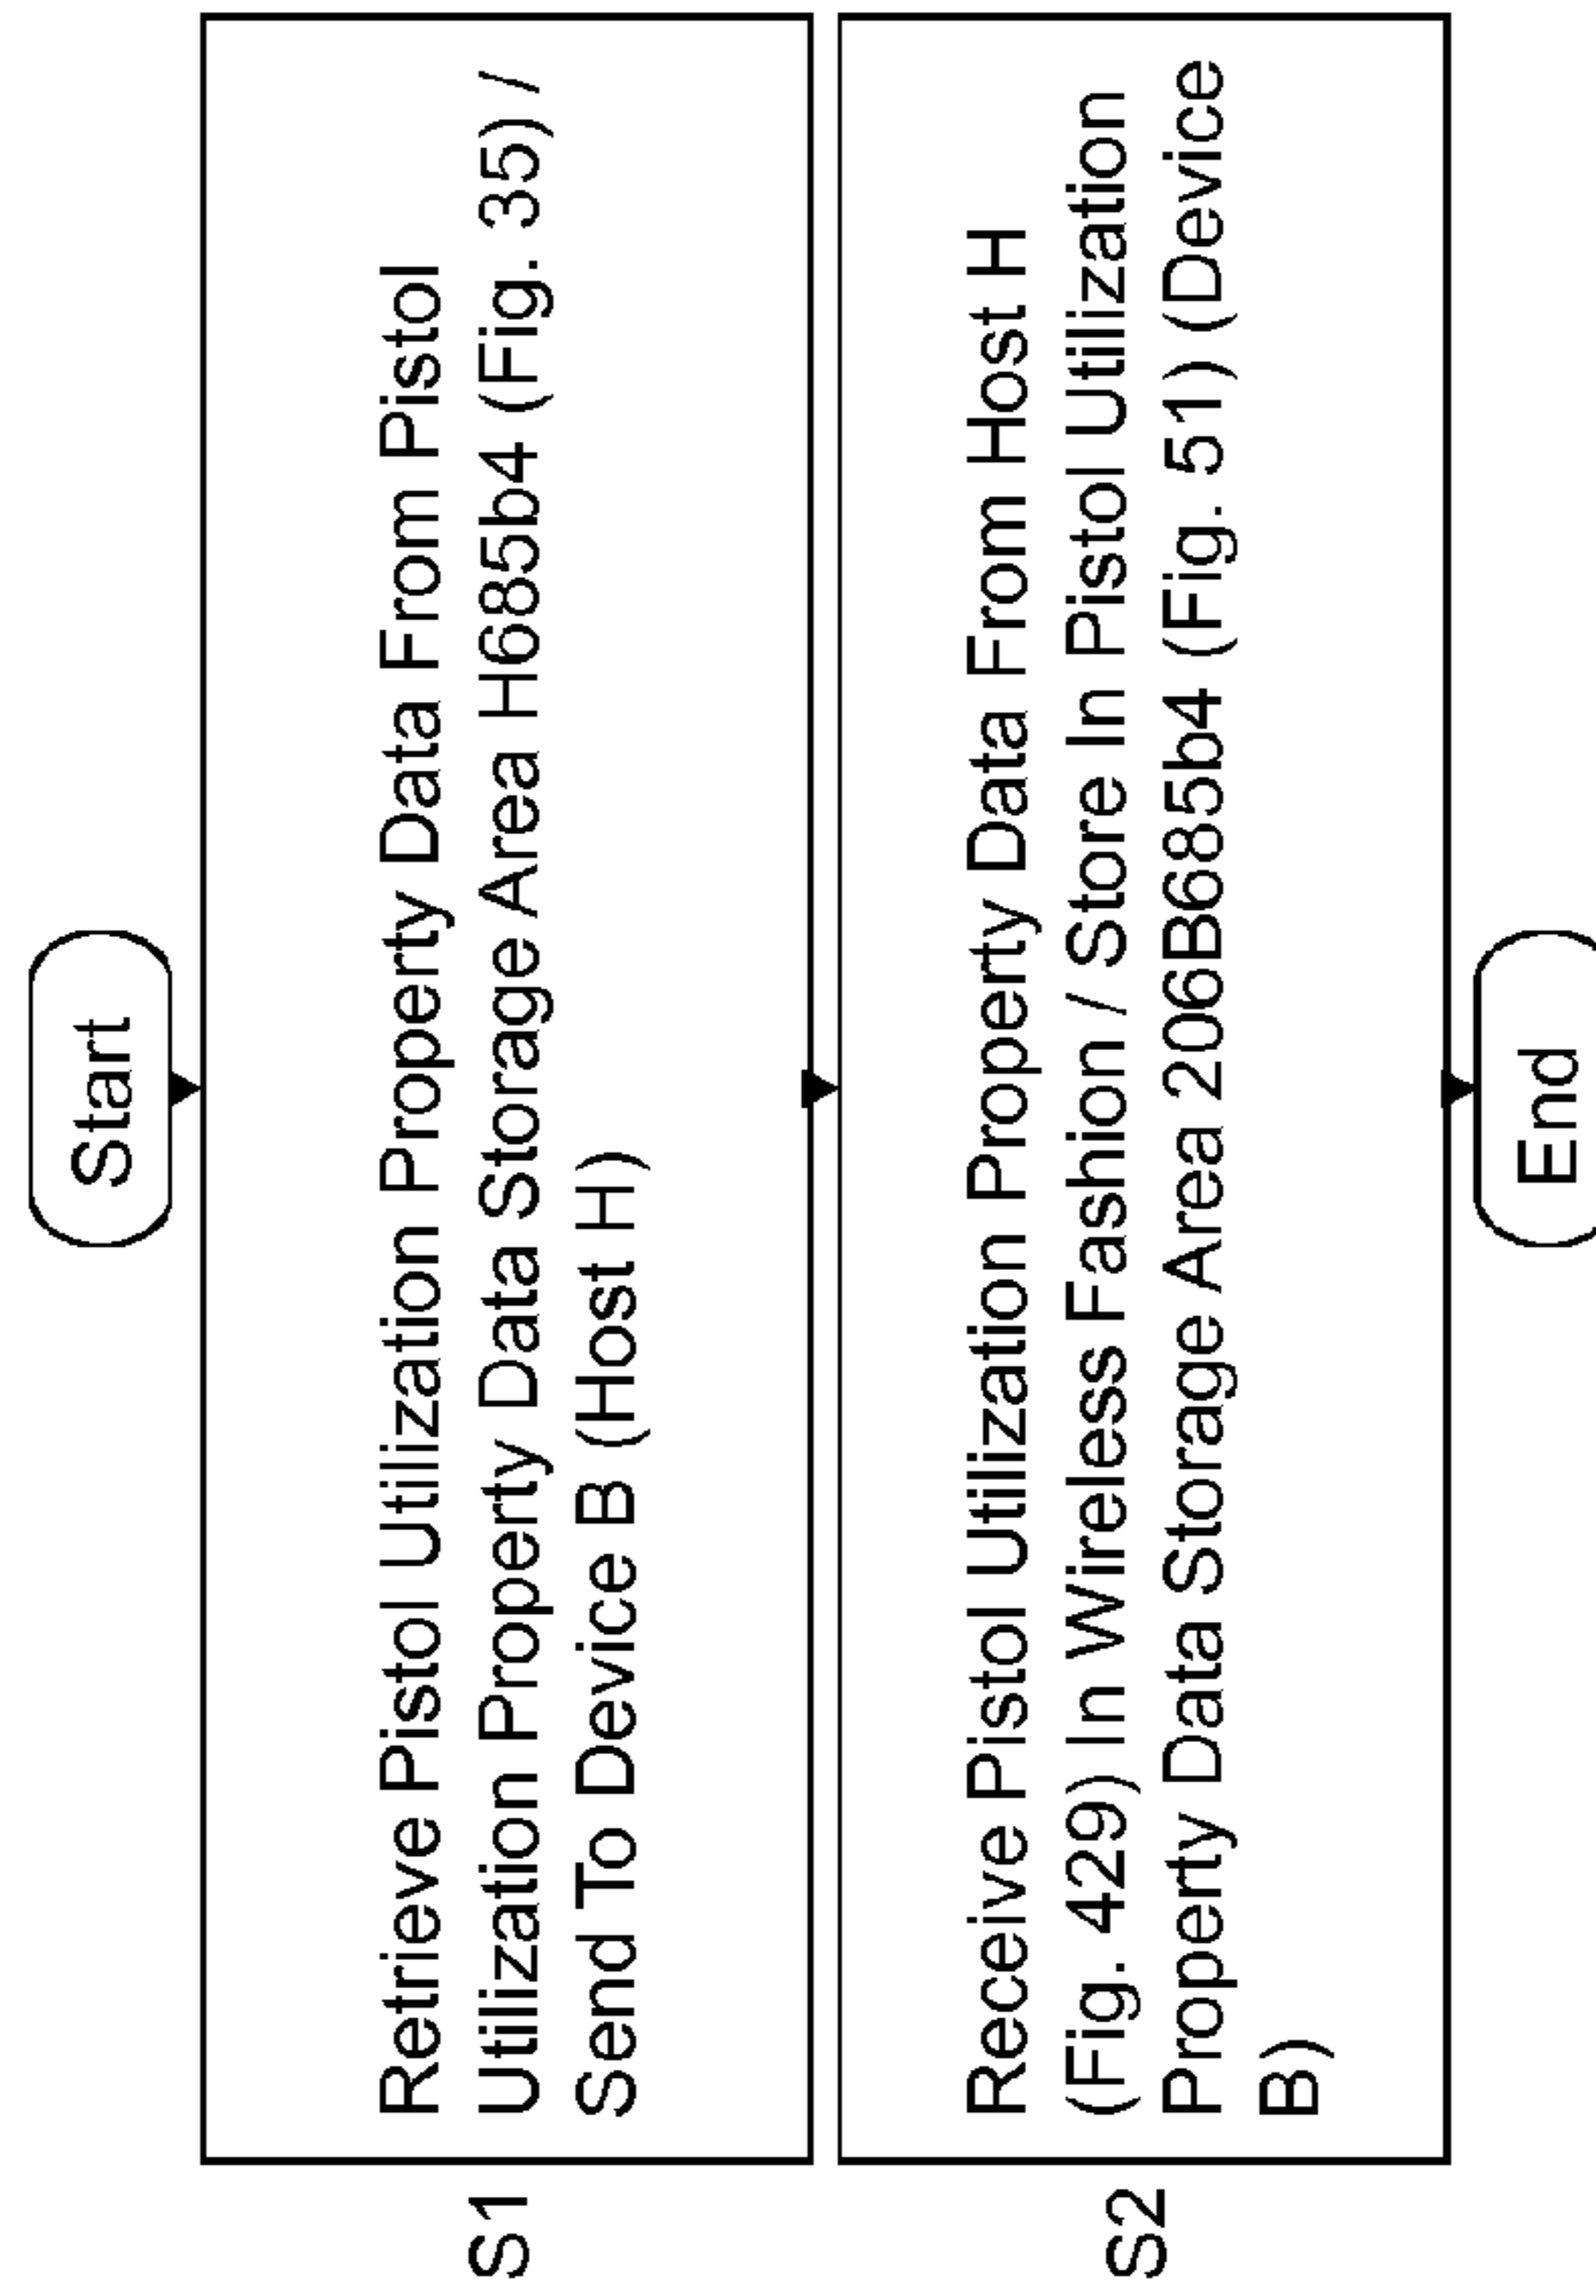 Start
S1
Retrieve Pistol Utilization Property Data From Pistol
Utilization Property Data Storage Area H685b4 (Fig. 35) /
Send To Device B (Host H)
S2
Receive Pistol Utilization Property Data From Host H
(Fig. 429) In Wireless Fashion / Store In Pistol Utilization
Property Data Storage Area 206B685b4 (Fig. 51) (Device
B)
End